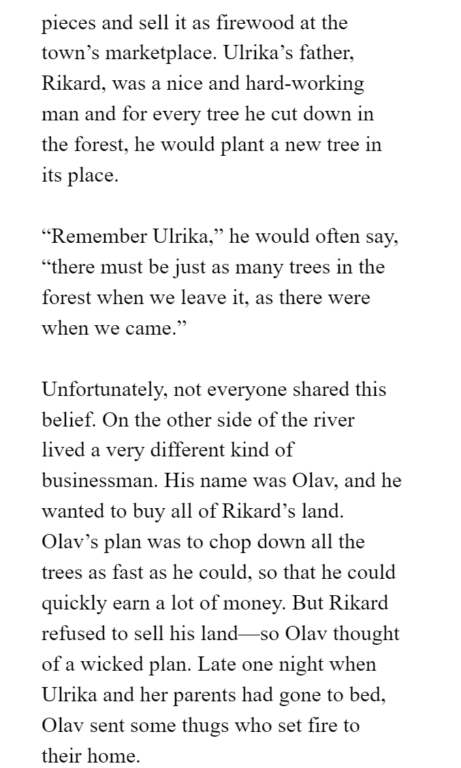 pieces and sell it as firewood at the
town’s marketplace. Ulrika’s father,
Rikard, was a nice and hard-working
man and for every tree he cut down in
the forest, he would plant a new tree in
its place.
“Remember Ulrika,” he would often say,
“there must be just as many trees in the
forest when we leave it, as there were
when we came.”
Unfortunately, not everyone shared this
belief. On the other side of the river
lived a very different kind of
businessman. His name was Olav, and he
wanted to buy all of Rikard’s land.
Olav’s plan was to chop down all the
trees as fast as he could, so that he could
quickly earn a lot of money. But Rikard
refused to sell his land—so Olav thought
of a wicked plan. Late one night when
Ulrika and her parents had gone to bed,
Olav sent some thugs who set fire to
their home.